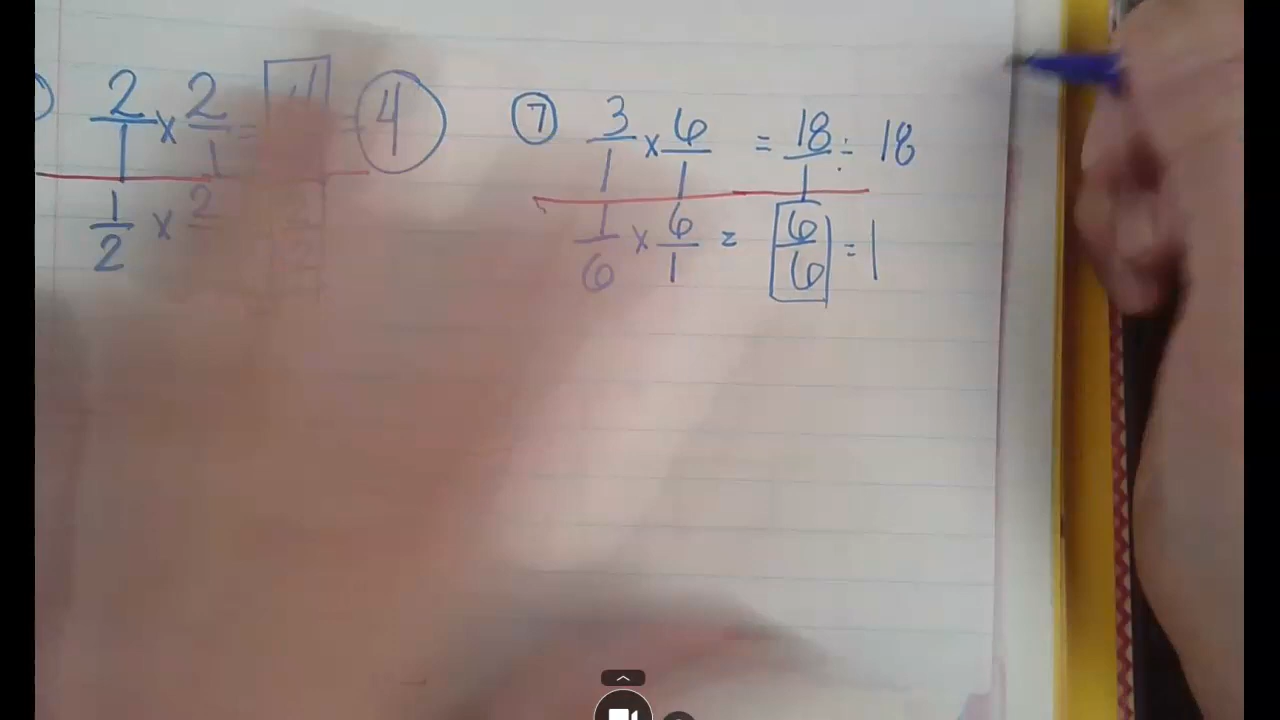 2/1 x 2/1 = 4
⑦ 3/1 x 6/1 = 18/1 = 18
1/2 x 2
1/6 x 6/1 = 6/6 = 1